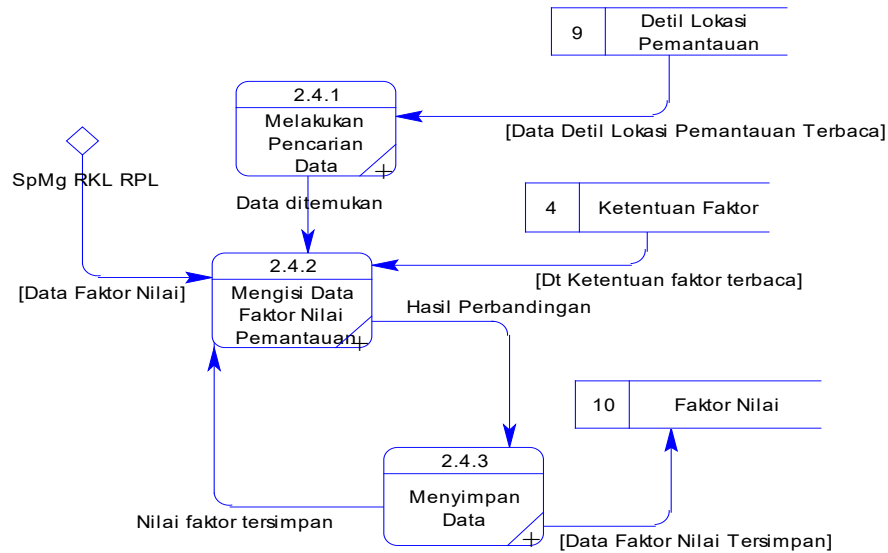 9
Detil Lokasi
Pemantauan
2.4.1
Melakukan
Pencarian
Data
[Data Detil Lokasi Pemantauan Terbaca]
SpMg RKL RPL
Data ditemukan
4
Ketentuan Faktor
2.4.2
Mengisi Data
Faktor Nilai
Pemantauan
[Data Faktor Nilai]
[Dt Ketentuan faktor terbaca]
Hasil Perbandingan
10
Faktor Nilai
2.4.3
Menyimpan
Data
Nilai faktor tersimpan
[Data Faktor Nilai Tersimpan]